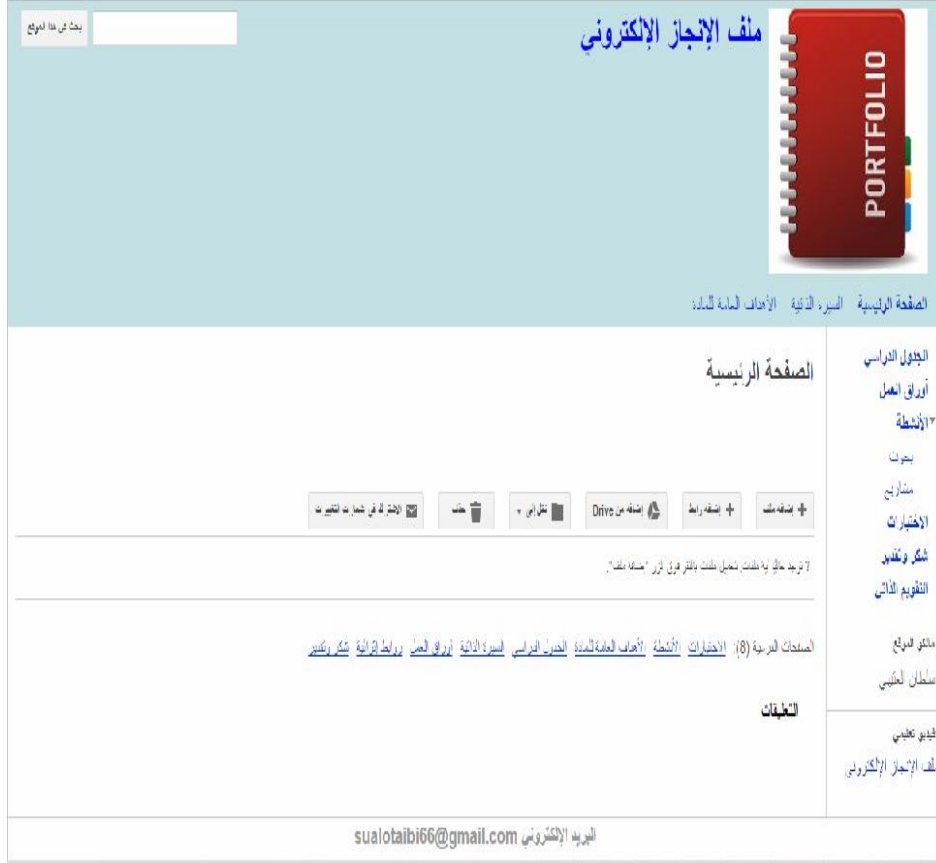 ملف الإنجاز الإلكتروني
بحث في هذا الموقع
PORTFOLIO
الصفحة الرئيسية السيرة الذاتية الأهداف العامة للمادة
الجدول الدراسي
أوراق العمل
الأنشطة
بحوث
مشاريع
الاختبارات
شكر وتقدير
التقويم الذاتي
مالكو الموقع
سلطان العتيبي
فيديو تعليمي
ملف الإنجاز الإلكتروني
الصفحة الرئيسية
إضافة ملف إضافة رابط إضافة من Drive نقل إلى حذف الاشتراك في إشعارات التغييرات
لا توجد حاليًا أية ملفات. تحميل ملفات بالنقر فوق الزر "إضافة ملف".
الصفحات الفرعية (8): الاختبارات الأنشطة الأهداف العامة للمادة الجدول الدراسي السيرة الذاتية أوراق العمل روابط إثرائية شكر وتقدير
التعليقات
البريد الإلكتروني sualotaibi66@gmail.com